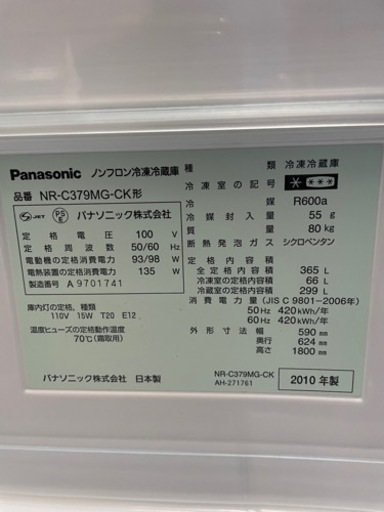 Panasonic ノンフロン冷凍冷蔵庫
品番 NR-C379MG-CK形
JET PSE パナソニック株式会社
定格電圧 100 V
定格周波数 50/60 Hz
電動機の定格消費電力 93/98 W
電熱装置の定格消費電力 135 W
製造番号 A 9701741
庫内灯の定格、種類
110V 15W T20 E12
温度ヒューズの定格動作温度
70℃(霜取用)
パナソニック株式会社 日本製
種類 冷凍冷蔵庫
冷凍室の記号
冷媒 R600a
冷媒封入量 55 g
質量 80 kg
断熱発泡ガス シクロペンタン
定格内容積
全定格内容積 365 L
冷凍室の定格内容積 66 L
冷蔵室の定格内容積 299 L
消費電力量(JIS C 9801-2006年)
50Hz 420kWh/年
60Hz 420kWh/年
外形寸法 幅 590 mm
奥行 624 mm
高さ 1800 mm
NR-C379MG-CK
AH-271761
2010 年製